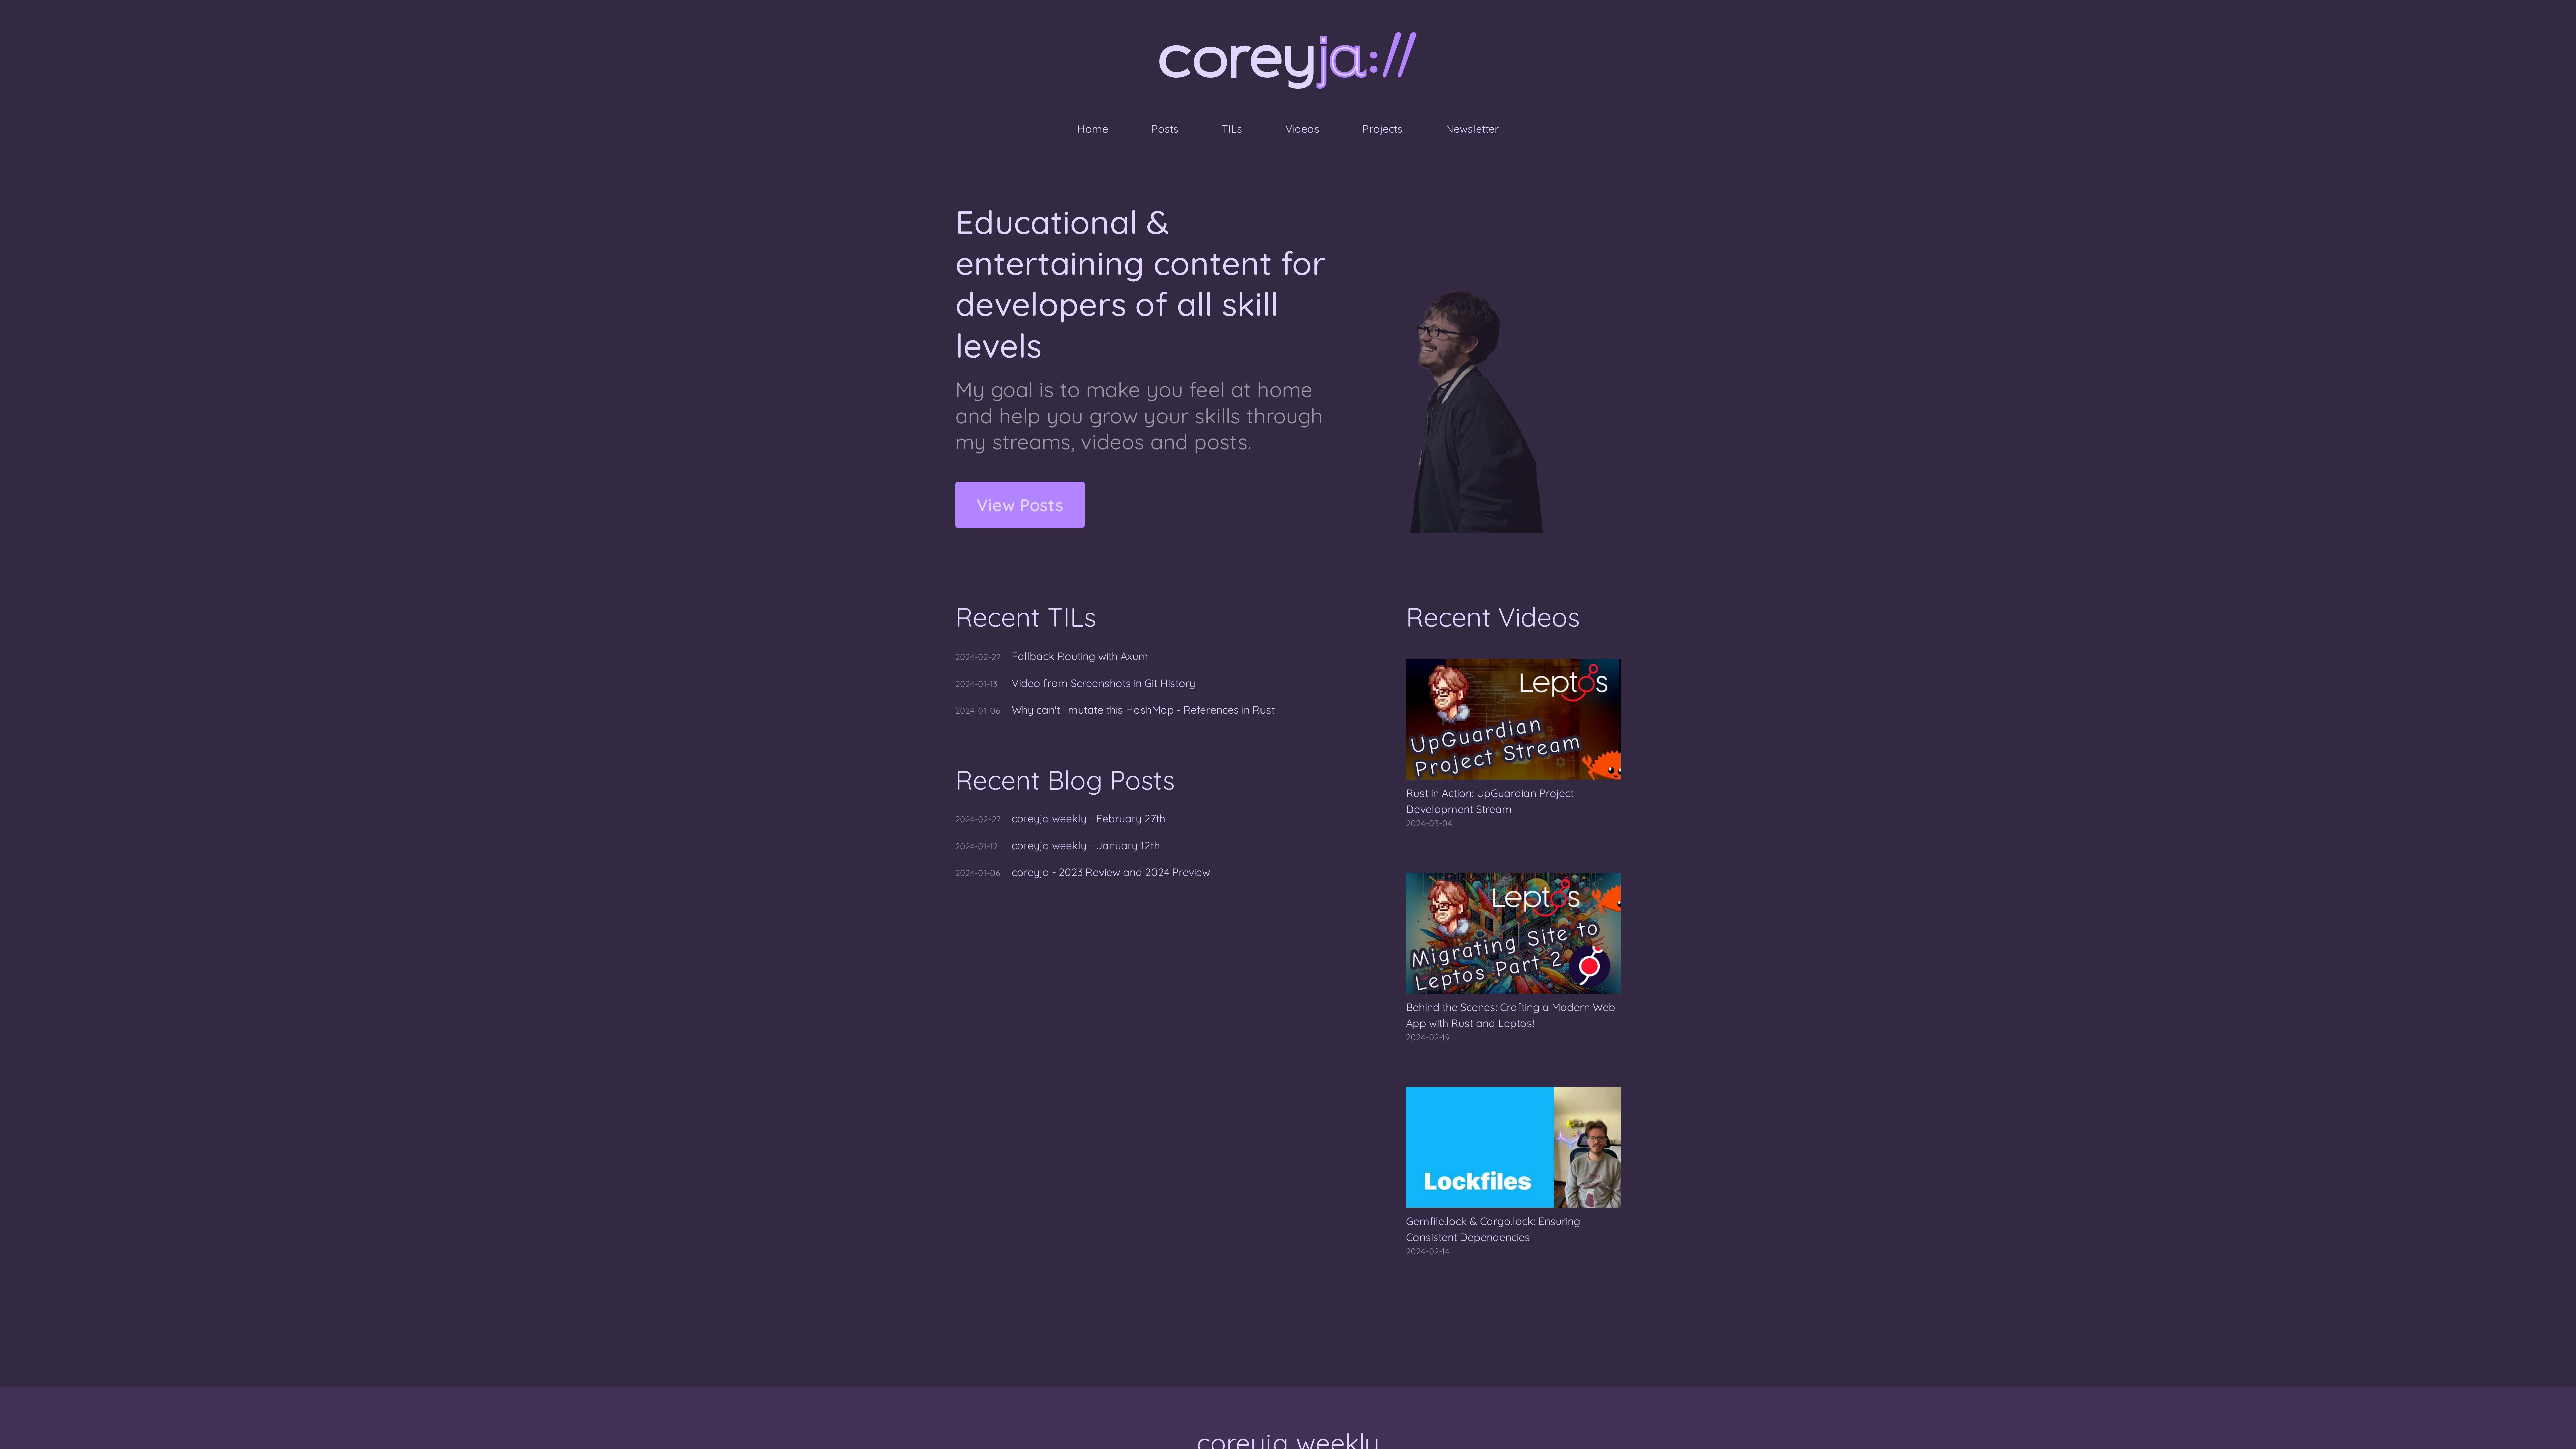 coreyja://
Home Posts TILs Videos Projects Newsletter
Educational &
entertaining content for
developers of all skill
levels
My goal is to make you feel at home
and help you grow your skills through
my streams, videos and posts.
View Posts
Recent TILs
2024-02-27 Fallback Routing with Axum
2024-01-13 Video from Screenshots in Git History
2024-01-06 Why can't I mutate this HashMap - References in Rust
Recent Blog Posts
2024-02-27 coreyja weekly - February 27th
2024-01-12 coreyja weekly - January 12th
2024-01-06 coreyja - 2023 Review and 2024 Preview
Recent Videos
Leptos
UpGuardian
Project Stream
Rust in Action: UpGuardian Project
Development Stream
2024-03-04
Leptos
Migrating Site to
Leptos Part 2
Behind the Scenes: Crafting a Modern Web
App with Rust and Leptos!
2024-02-19
Lockfiles
Gemfile.lock & Cargo.lock: Ensuring
Consistent Dependencies
2024-02-14
coreyja weekly